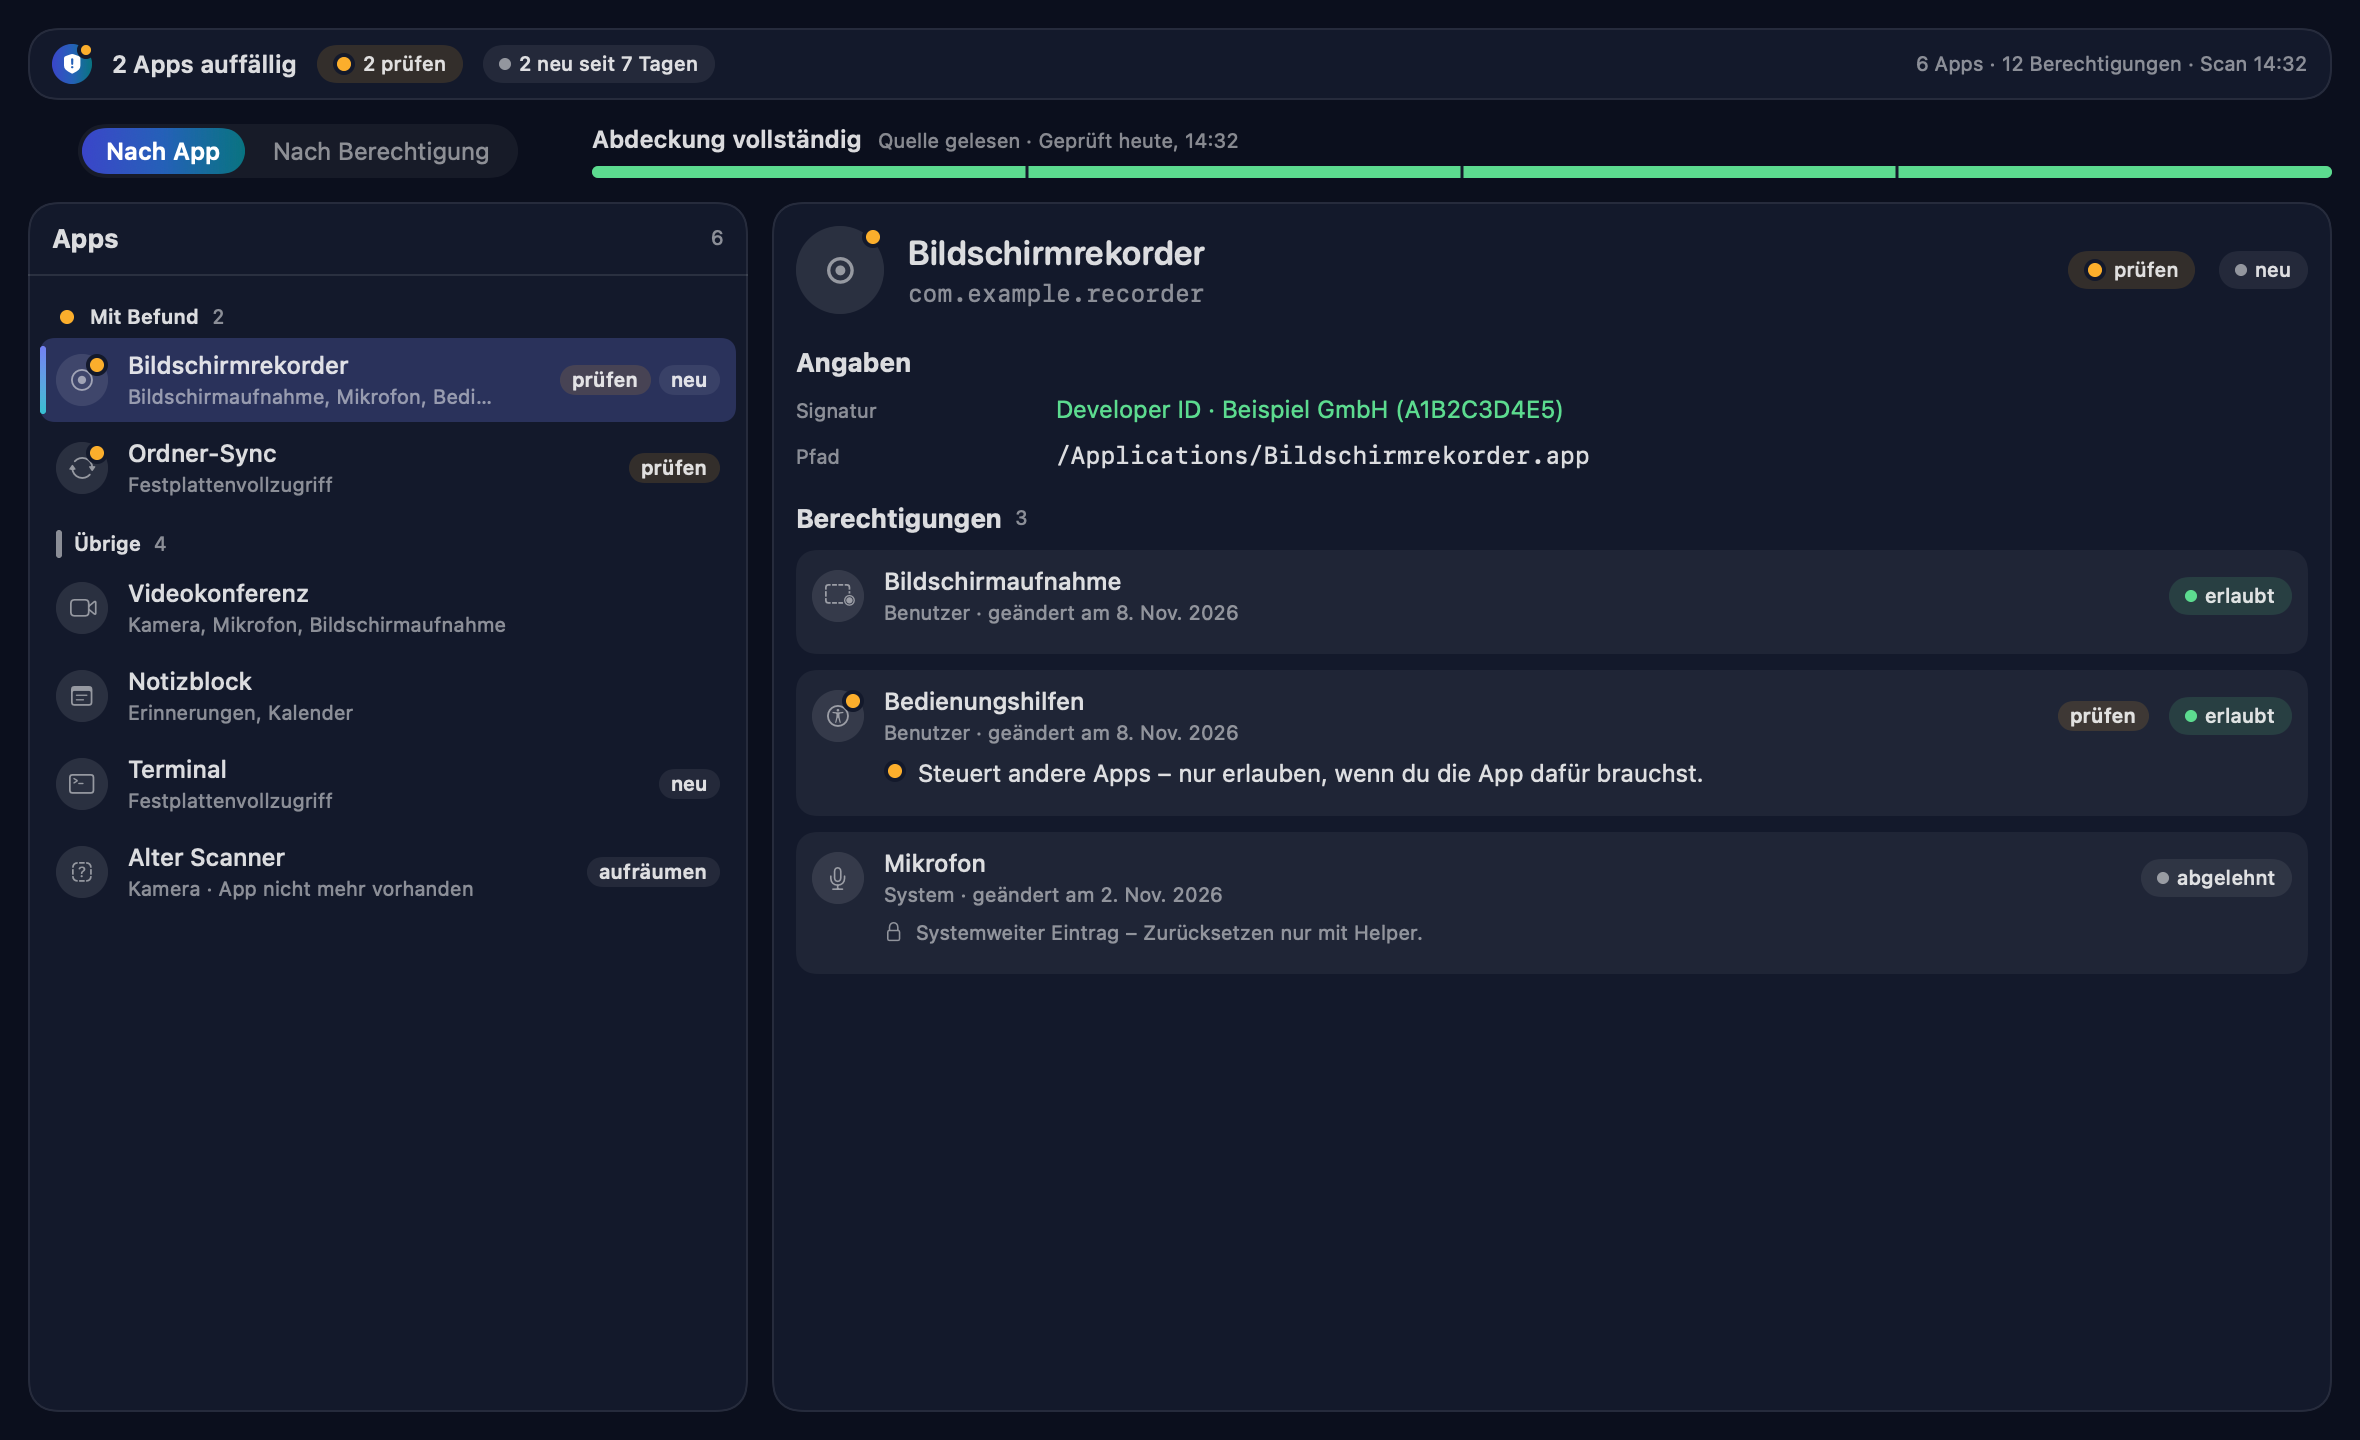 2 Apps auffällig
2 prüfen
2 neu seit 7 Tagen
6 Apps · 12 Berechtigungen · Scan 14:32
Nach App
Nach Berechtigung
Abdeckung vollständig
Quelle gelesen · Geprüft heute, 14:32
Apps
6
Mit Befund 2
Bildschirmrekorder
Bildschirmaufnahme, Mikrofon, Bedi…
prüfen
neu
Ordner-Sync
Festplattenvollzugriff
prüfen
Übrige 4
Videokonferenz
Kamera, Mikrofon, Bildschirmaufnahme
Notizblock
Erinnerungen, Kalender
Terminal
Festplattenvollzugriff
neu
Alter Scanner
Kamera · App nicht mehr vorhanden
aufräumen
Bildschirmrekorder
com.example.recorder
prüfen
neu
Angaben
Signatur
Developer ID · Beispiel GmbH (A1B2C3D4E5)
Pfad
/Applications/Bildschirmrekorder.app
Berechtigungen 3
Bildschirmaufnahme
Benutzer · geändert am 8. Nov. 2026
erlaubt
Bedienungshilfen
Benutzer · geändert am 8. Nov. 2026
prüfen
erlaubt
Steuert andere Apps – nur erlauben, wenn du die App dafür brauchst.
Mikrofon
System · geändert am 2. Nov. 2026
abgelehnt
Systemweiter Eintrag – Zurücksetzen nur mit Helper.